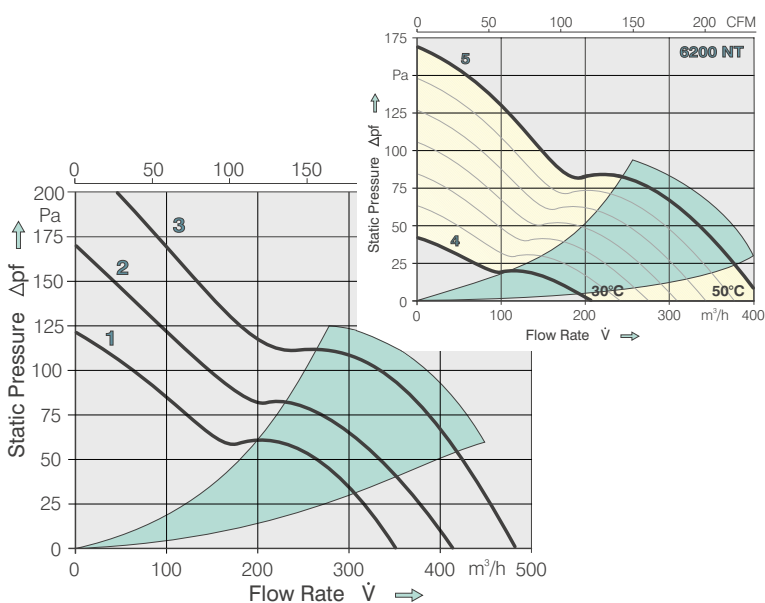 0 50 100 150 200 CFM
175
Pa
125
100
75
50
25
0
Static Pressure Δpf
6200 NT
5
4
30°C 50°C
0 100 200 300 m³/h 400
Flow Rate V̇
0 50 100 150
200
Pa
175
150
125
100
75
50
25
0
Static Pressure Δpf
3
2
1
0 100 200 300 400 m³/h 500
Flow Rate V̇